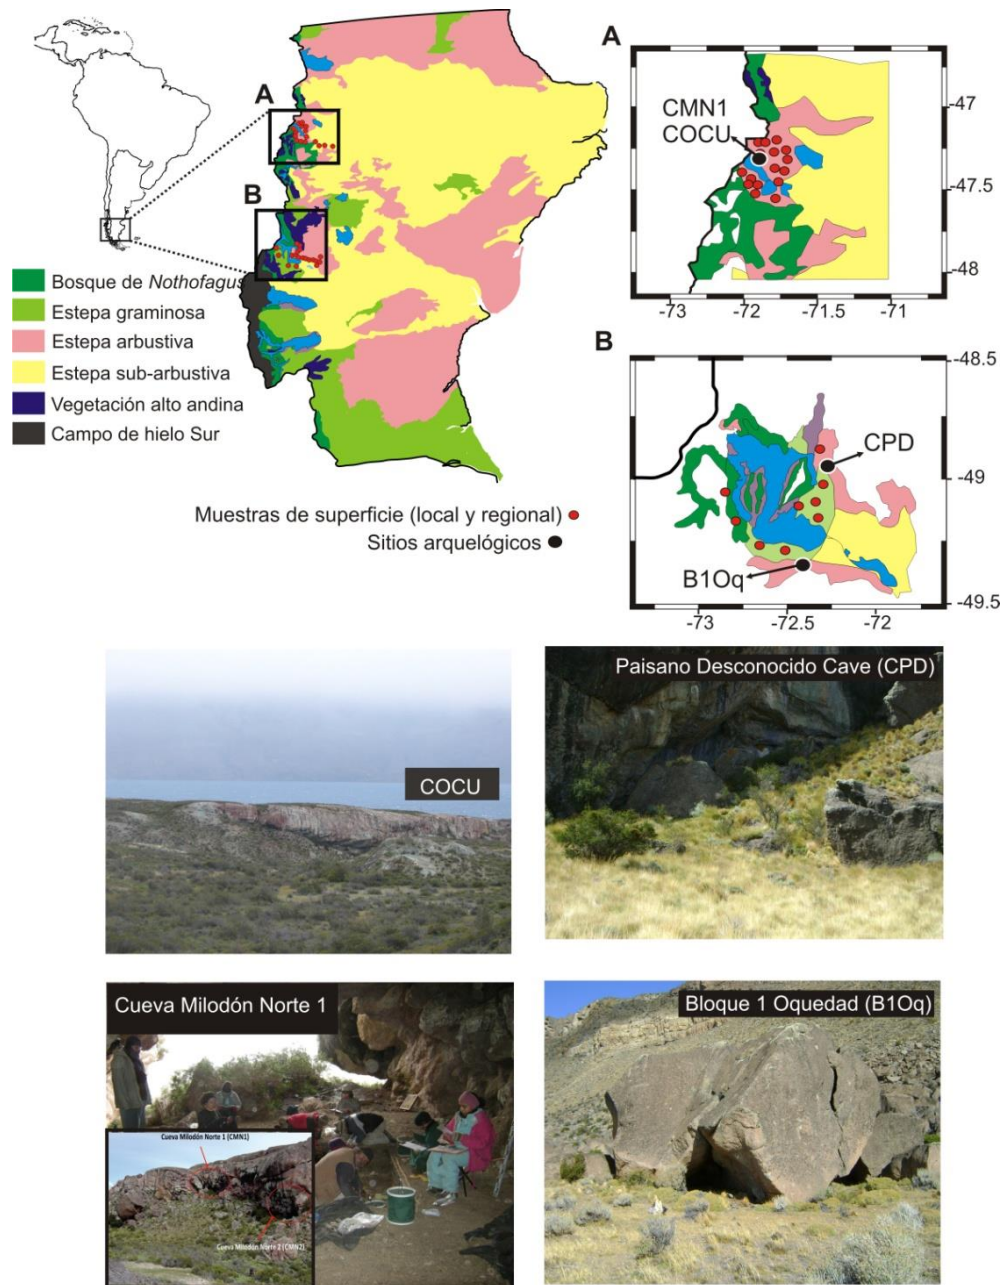 A
B
Bosque de Nothofagus
Estepa graminosa
Estepa arbustiva
Estepa sub-arbustiva
Vegetación alto andina
Campo de hielo Sur
Muestras de superficie (local y regional)
Sitios arquelógicos
A
CMN1
COCU
-47
-47.5
-48
-73
-72
-71.5
-71
B
-48.5
CPD
-49
B1Oq
-49.5
-73
-72.5
-72
COCU
Paisano Desconocido Cave (CPD)
Cueva Milodón Norte 1
Cueva Milodón Norte 1 (CMN1)
Cueva Milodón Norte 2 (CMN2)
Bloque 1 Oquedad (B1Oq)